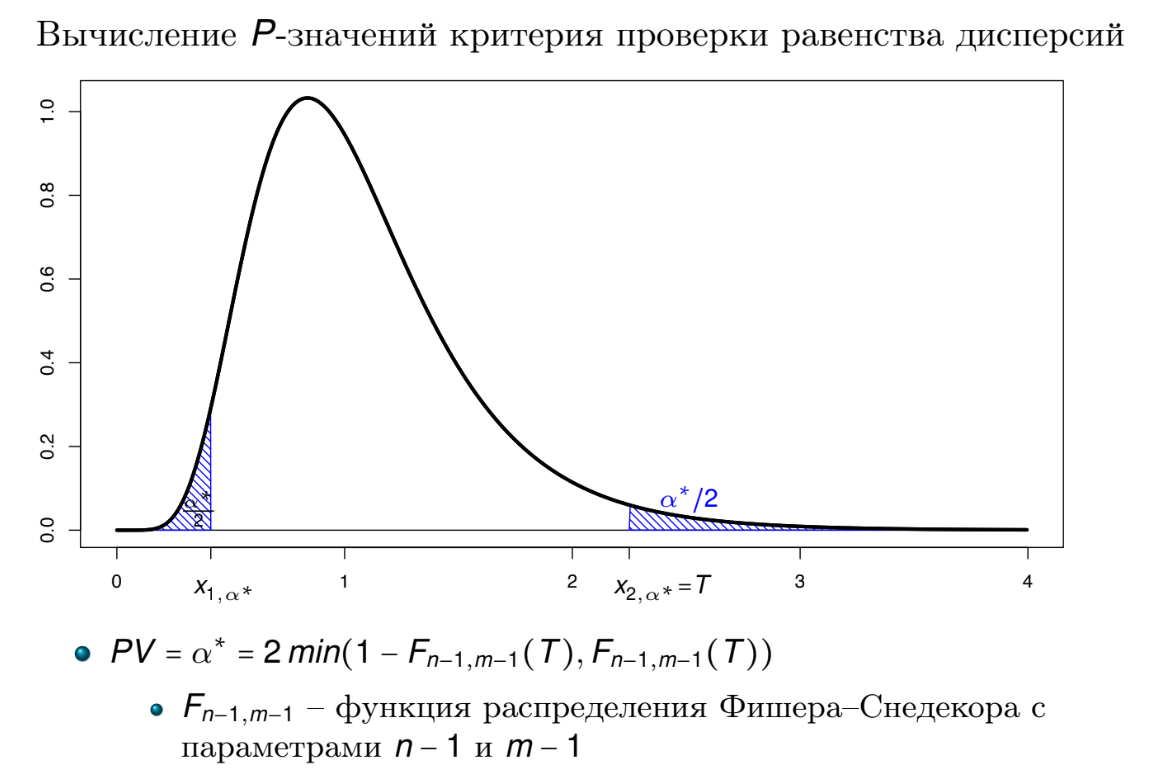 Вычисление P-значений критерия проверки равенства дисперсий
1.0
0.8
0.6
0.4
0.2
0.0
α*/2
α*/2
0 x₁,α* 1 2 x₂,α* = T 3 4
PV = α* = 2 min(1 − Fₙ₋₁,ₘ₋₁(T), Fₙ₋₁,ₘ₋₁(T))
Fₙ₋₁,ₘ₋₁ – функция распределения Фишера–Снедекора с
параметрами n − 1 и m − 1